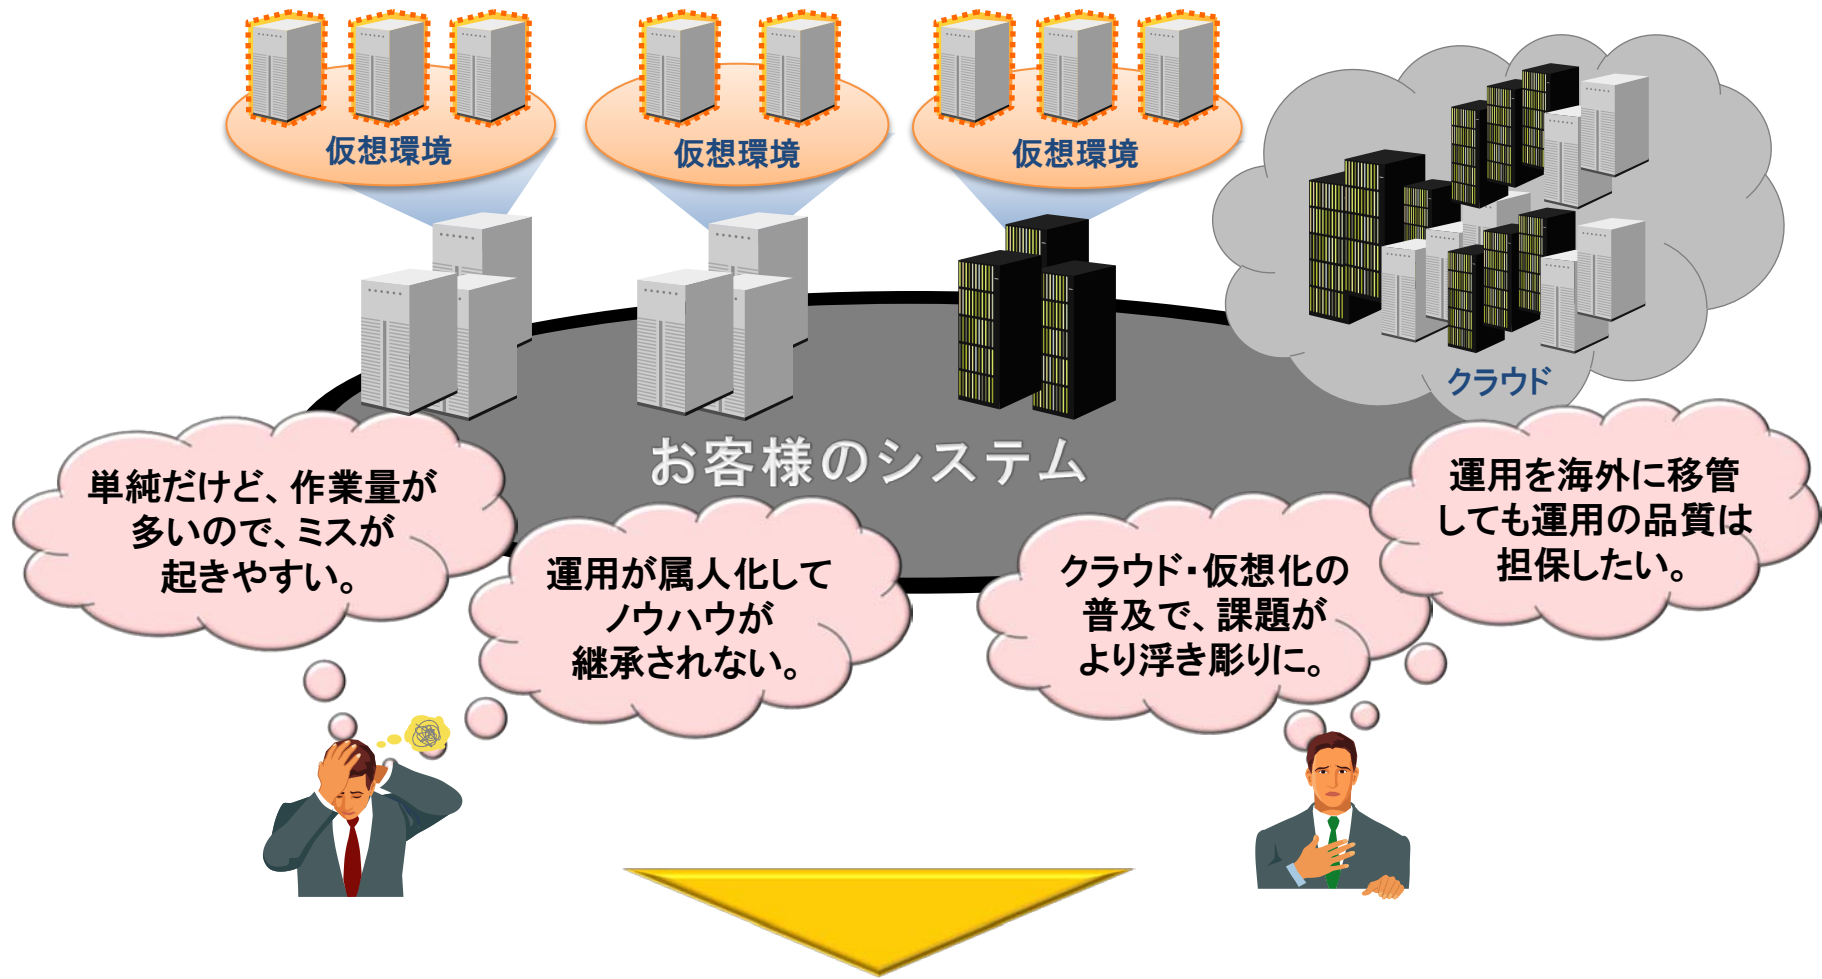 仮想環境
仮想環境
仮想環境
クラウド
お客様のシステム
単純だけど、作業量が
多いので、ミスが
起きやすい。
運用が属人化して
ノウハウが
継承されない。
クラウド・仮想化の
普及で、課題が
より浮き彫りに。
運用を海外に移管
しても運用の品質は
担保したい。